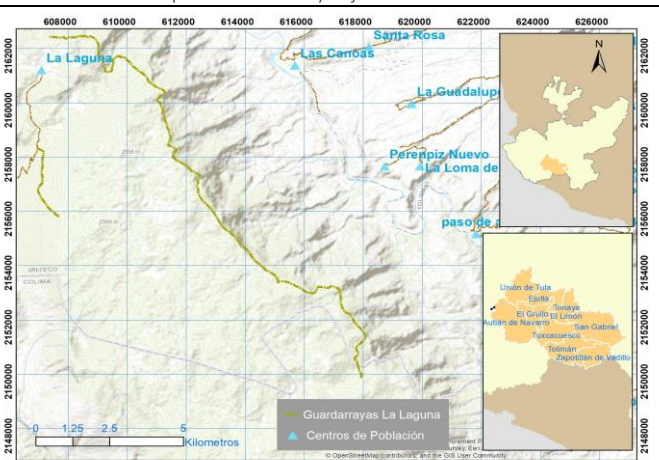 608000 610000 612000 614000 616000 618000 620000 622000 624000 626000
2162000
2160000
2158000
2156000
2154000
2152000
2150000
2148000
Santa Rosa
La Laguna
Las Canoas
La Guadalupe
Perenpiz Nuevo
La Loma de
paso de a
JALISCO
COLIMA
N
Unión de Tula
Ejutla
Tonaya
El Grullo
El Limón
Autlán de Navarro
San Gabriel
Tuxcacuesco
Tolimán
Zapotitlán de Vadillo
Guardarrayas La Laguna
Centros de Población
0 1.25 2.5 5
Kilometros
© OpenStreetMap contributors, and the GIS User Community